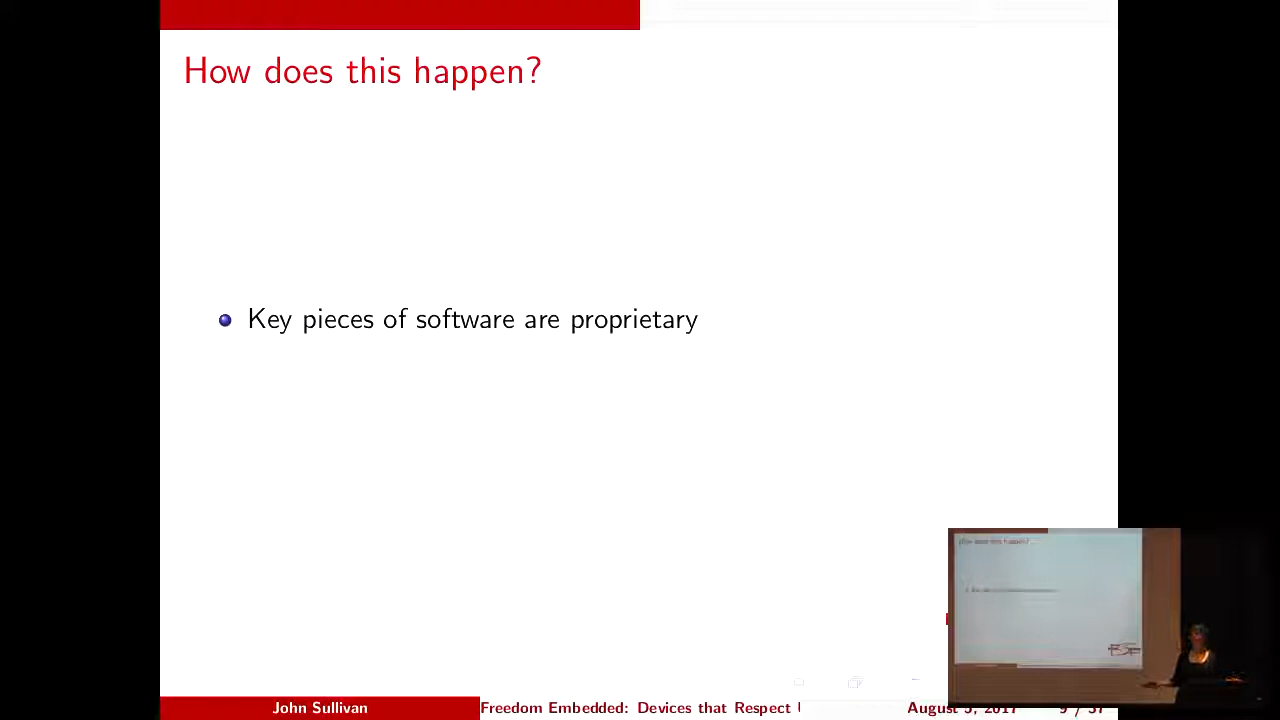 How does this happen?
Key pieces of software are proprietary
John Sullivan
Freedom Embedded: Devices that Respect
August 5, 2017
9 / 37
FSF